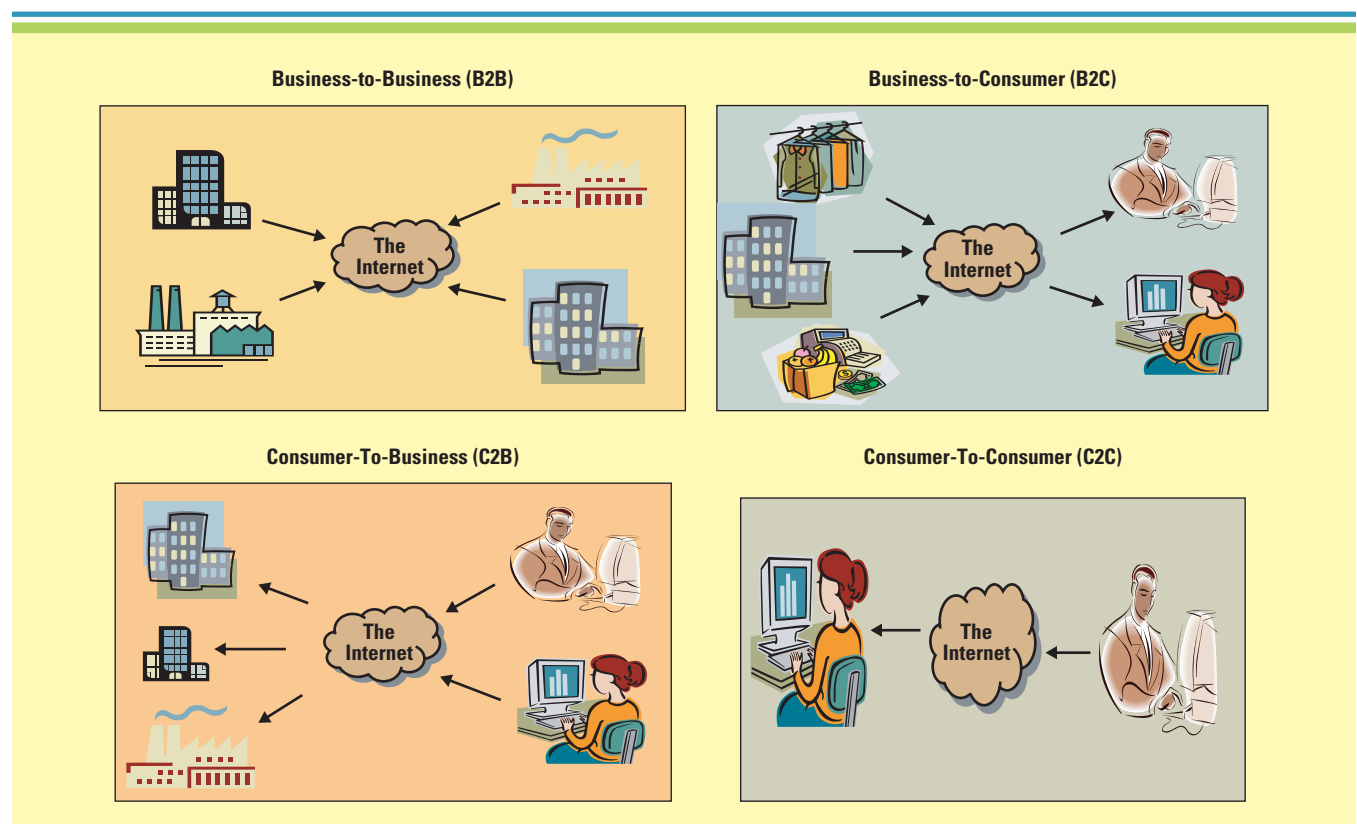 Business-to-Business (B2B)
The
Internet
Business-to-Consumer (B2C)
The
Internet
Consumer-To-Business (C2B)
The
Internet
Consumer-To-Consumer (C2C)
The
Internet